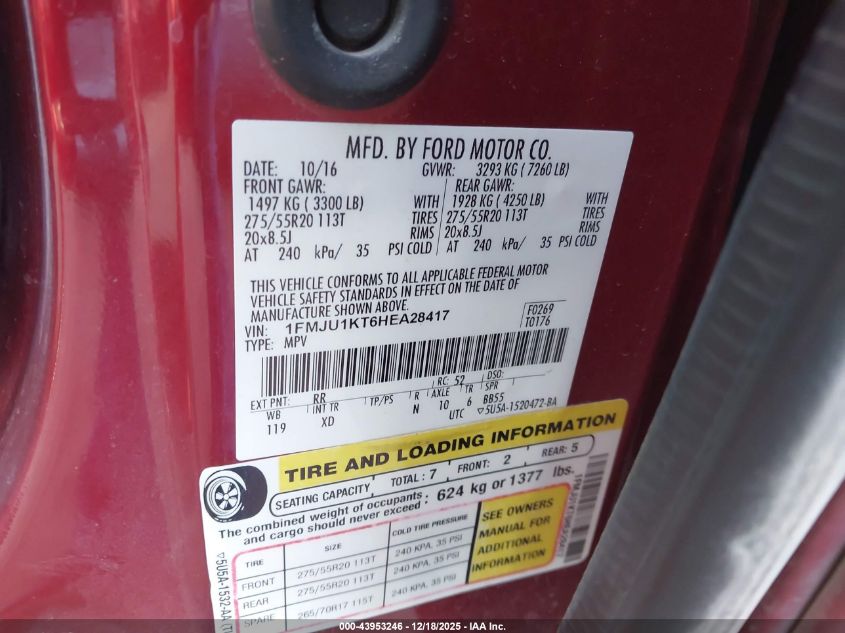 MFD. BY FORD MOTOR CO.
DATE: 10/16 GVWR: 3293 KG ( 7260 LB)
FRONT GAWR: REAR GAWR:
1497 KG ( 3300 LB) WITH 1928 KG ( 4250 LB) WITH
275/55R20 113T TIRES 275/55R20 113T TIRES
20x8.5J RIMS 20x8.5J RIMS
AT 240 kPa/ 35 PSI COLD AT 240 kPa/ 35 PSI COLD
THIS VEHICLE CONFORMS TO ALL APPLICABLE FEDERAL MOTOR
VEHICLE SAFETY STANDARDS IN EFFECT ON THE DATE OF
MANUFACTURE SHOWN ABOVE.
VIN: 1FMJU1KT6HEA28417 F0269
TYPE: MPV T0176
RC: 52 DSO:
EXT PNT: RR TP/PS R AXLE TR SPR
WB INT TR N 10 6 BB55
119 XD UTC ▽5U5A-1520472-BA
TIRE AND LOADING INFORMATION
SEATING CAPACITY, TOTAL: 7 FRONT: 2 REAR: 5
The combined weight of occupants and cargo should never exceed : 624 kg or 1377 lbs.
TIRE SIZE COLD TIRE PRESSURE
FRONT 275/55R20 113T 240 KPA, 35 PSI
REAR 275/55R20 113T 240 KPA, 35 PSI
SPARE 265/70R17 115T 240 KPA, 35 PSI
SEE OWNERS
MANUAL FOR
ADDITIONAL
INFORMATION
▽5U5A-1532-AA
000-43953246 - 12/18/2025 - IAA Inc.